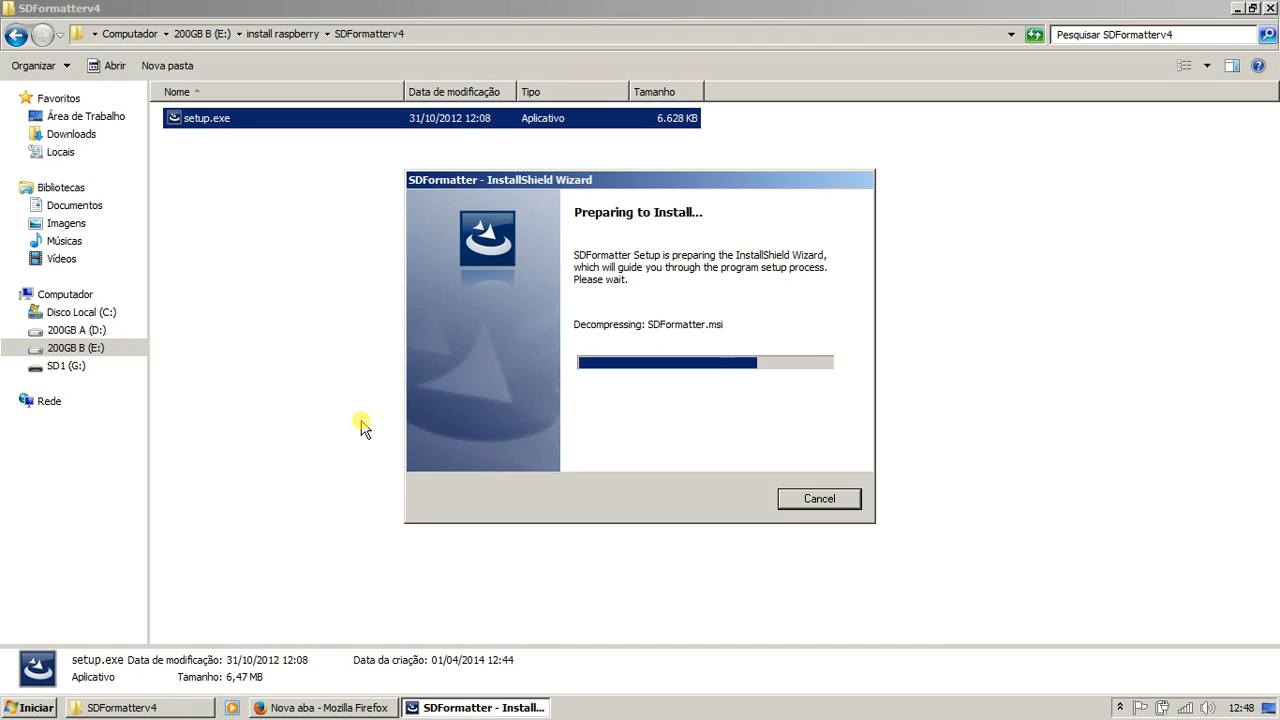 SDFormatterv4
Computador 200GB B (E:) install raspberry SDFormatterv4
Pesquisar SDFormatterv4
Organizar Abrir Nova pasta
Nome Data de modificação Tipo Tamanho
setup.exe 31/10/2012 12:08 Aplicativo 6.628 KB
Favoritos
Área de Trabalho
Downloads
Locais
Bibliotecas
Documentos
Imagens
Músicas
Vídeos
Computador
Disco Local (C:)
200GB A (D:)
200GB B (E:)
SD1 (G:)
Rede
SDFormatter - InstallShield Wizard
Preparing to Install...
SDFormatter Setup is preparing the InstallShield Wizard,
which will guide you through the program setup process.
Please wait.
Decompressing: SDFormatter.msi
Cancel
setup.exe Data de modificação: 31/10/2012 12:08 Data da criação: 01/04/2014 12:44
Aplicativo Tamanho: 6,47 MB
Iniciar SDFormatterv4 Nova aba - Mozilla Firefox SDFormatter - Install... 12:48